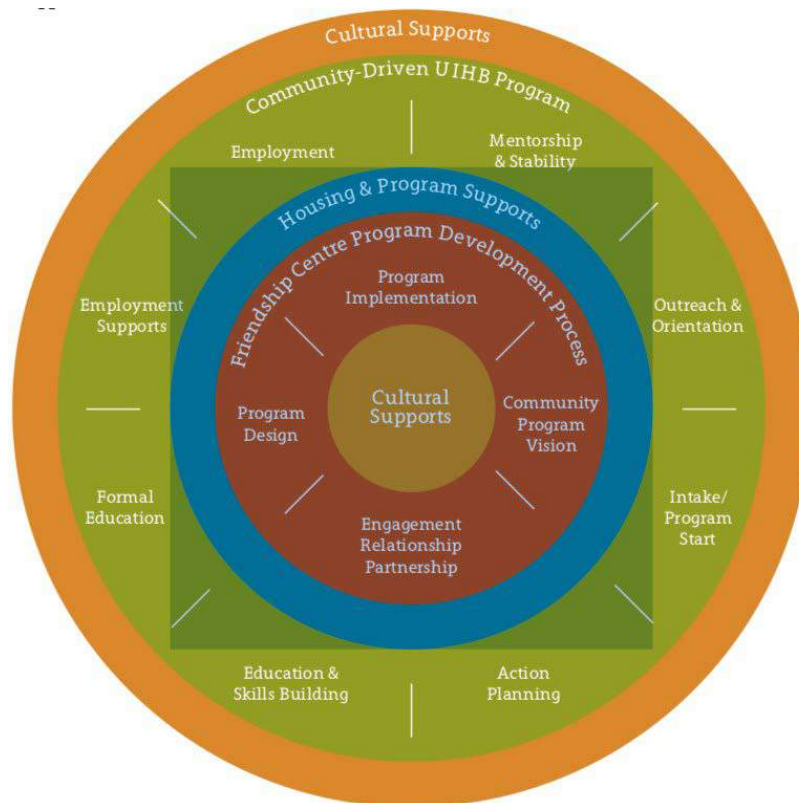 Cultural Supports
Community-Driven UIHB Program
Employment
Mentorship
& Stability
Housing & Program Supports
Friendship Centre Program Development Process
Program
Implementation
Employment
Supports
Outreach &
Orientation
Cultural
Supports
Program
Design
Community
Program
Vision
Formal
Education
Intake/
Program
Start
Engagement
Relationship
Partnership
Education &
Skills Building
Action
Planning